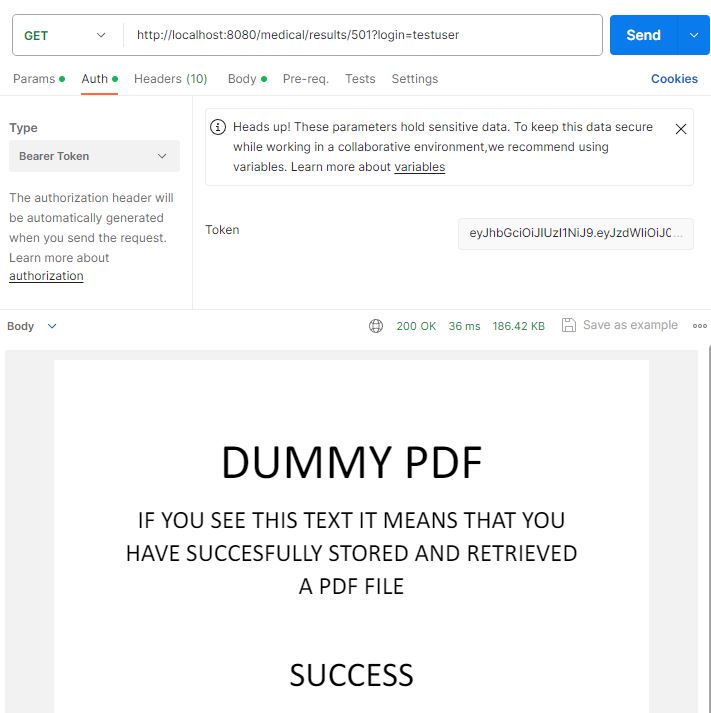 GET http://localhost:8080/medical/results/501?login=testuser Send
Params Auth Headers (10) Body Pre-req. Tests Settings Cookies
Type
Bearer Token
The authorization header will
be automatically generated
when you send the request.
Learn more about
authorization
Heads up! These parameters hold sensitive data. To keep this data secure
while working in a collaborative environment,we recommend using
variables. Learn more about variables
Token eyJhbGciOiJIUzI1NiJ9.eyJzdWIiOiJC...
Body 200 OK 36 ms 186.42 KB Save as example
DUMMY PDF
IF YOU SEE THIS TEXT IT MEANS THAT YOU
HAVE SUCCESFULLY STORED AND RETRIEVED
A PDF FILE
SUCCESS